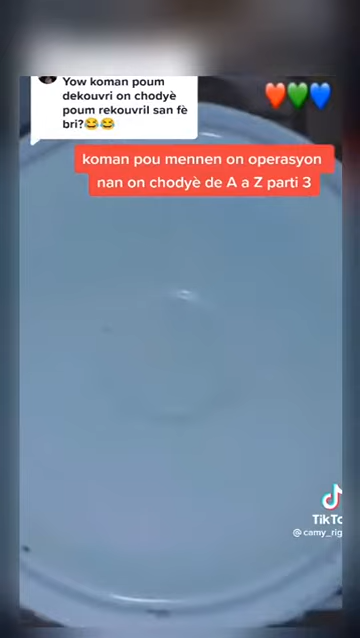 Yow koman poum
dekouvri on chodyè
poum rekouvril san fè
bri?😂😂
koman pou mennen on operasyon
nan on chodyè de A a Z parti 3
TikTo
@camy_rig